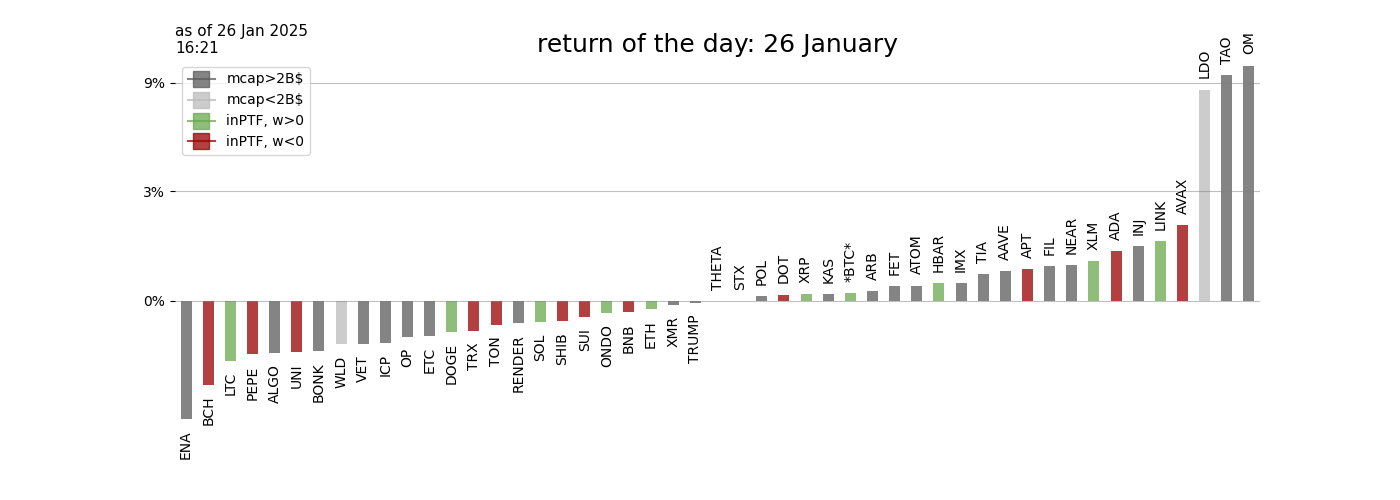 as of 26 Jan 2025
16:21
return of the day: 26 January
mcap>2B$
mcap<2B$
inPTF, w>0
inPTF, w<0
9%
3%
0%
ENA
BCH
LTC
PEPE
ALGO
UNI
BONK
WLD
VET
ICP
OP
ETC
DOGE
TRX
TON
RENDER
SOL
SHIB
SUI
ONDO
BNB
ETH
XMR
TRUMP
THETA
STX
POL
DOT
XRP
KAS
*BTC*
ARB
FET
ATOM
HBAR
IMX
TIA
AAVE
APT
FIL
NEAR
XLM
ADA
INJ
LINK
AVAX
LDO
TAO
OM